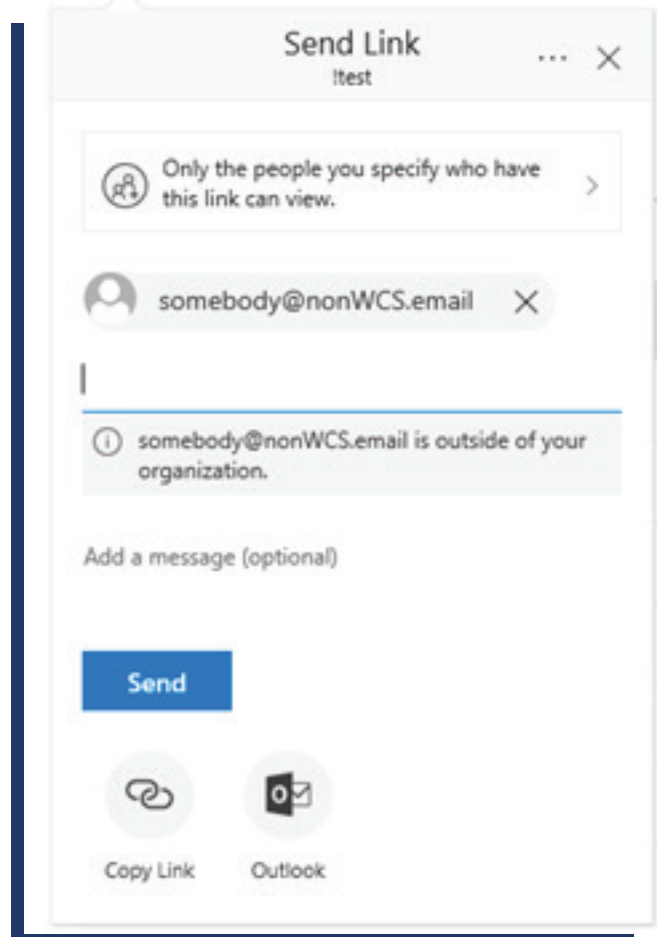 Send Link
!test
Only the people you specify who have
this link can view.
somebody@nonWCS.email
somebody@nonWCS.email is outside of your
organization.
Add a message (optional)
Send
Copy Link
Outlook